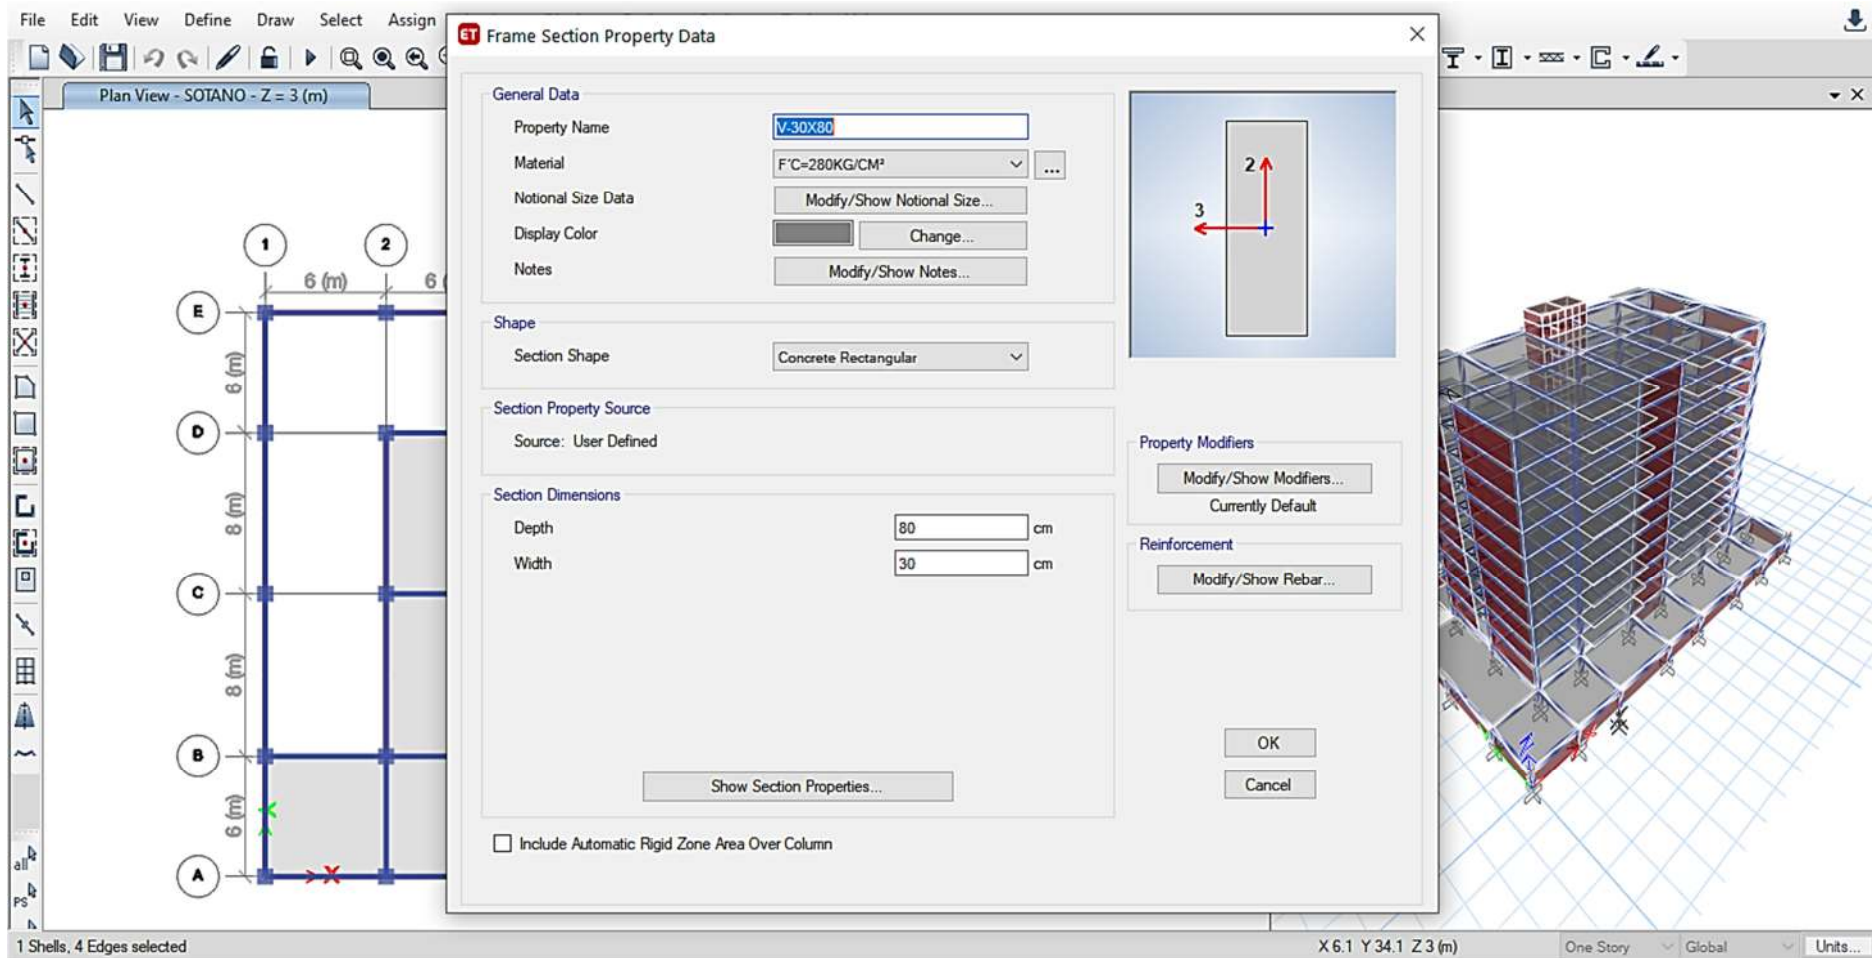 File Edit View Define Draw Select Assign
Frame Section Property Data
Plan View - SOTANO - Z = 3 (m)
General Data
Property Name V-30X80
Material F´C=280KG/CM² ...
Notional Size Data Modify/Show Notional Size...
Display Color Change...
Notes Modify/Show Notes...
2
3
Shape
Section Shape Concrete Rectangular
Section Property Source
Source: User Defined
Section Dimensions
Depth 80 cm
Width 30 cm
Show Section Properties...
Include Automatic Rigid Zone Area Over Column
Property Modifiers
Modify/Show Modifiers...
Currently Default
Reinforcement
Modify/Show Rebar...
OK
Cancel
1 2
6 (m) 6 (
E
6 (m)
D
8 (m)
C
8 (m)
B
6 (m)
A
X
all
PS
1 Shells, 4 Edges selected
X 6.1 Y 34.1 Z 3 (m)
One Story Global Units...